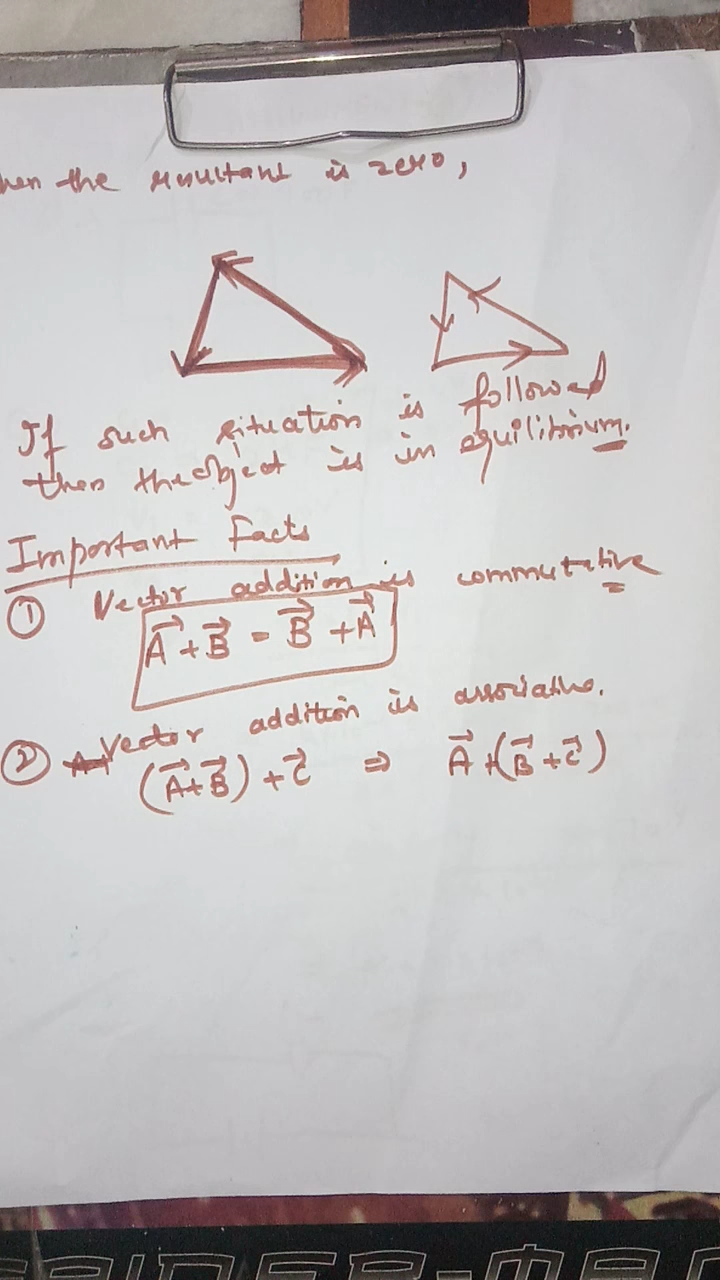 hen the resultant is zero,
If such situation is followed
then the object is in equilibrium.
Important Facts
① Vector addition is commutative
A⃗ + B⃗ = B⃗ + A⃗
② Vector addition is associative.
(A⃗+B⃗) + C⃗ ⇒ A⃗ + (B⃗ + C⃗)